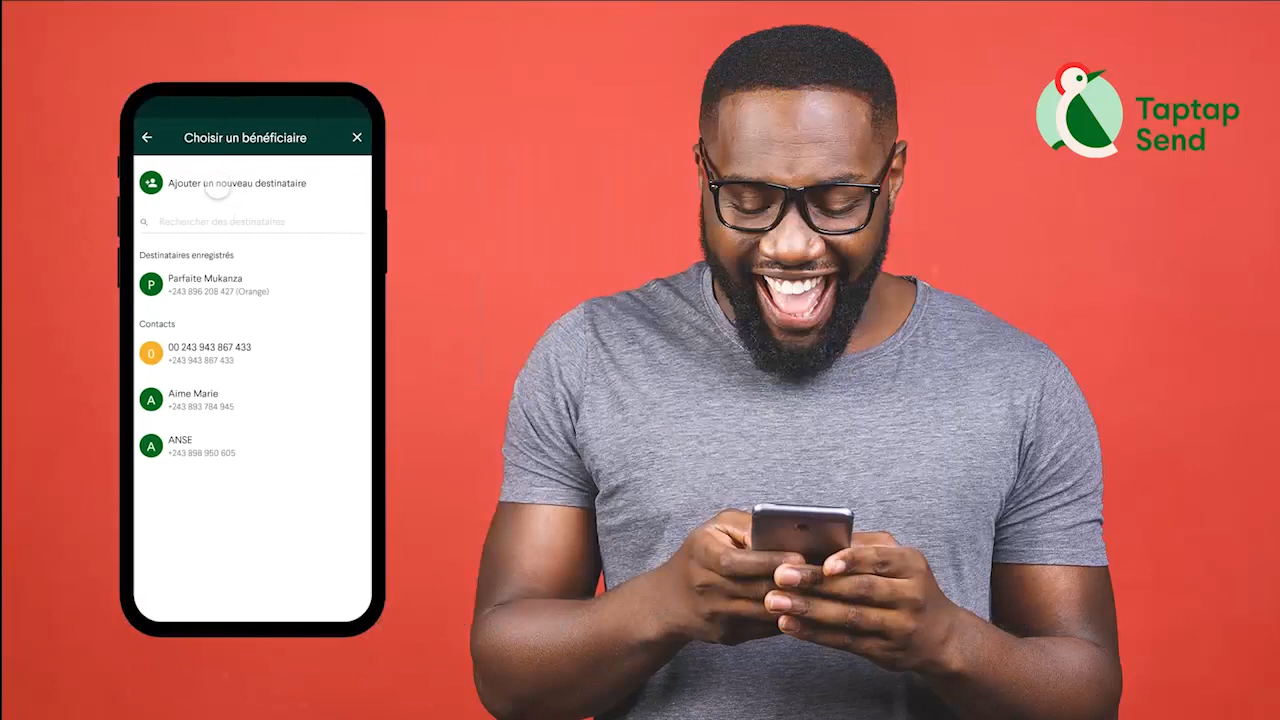 Choisir un bénéficiaire
Ajouter un nouveau destinataire
Rechercher des destinataires
Destinataires enregistrés
P
Parfaite Mukanza
+243 896 208 427 (Orange)
Contacts
0
00 243 943 867 433
+243 943 867 433
A
Aime Marie
+243 893 784 945
A
ANSE
+243 898 950 605
Taptap
Send